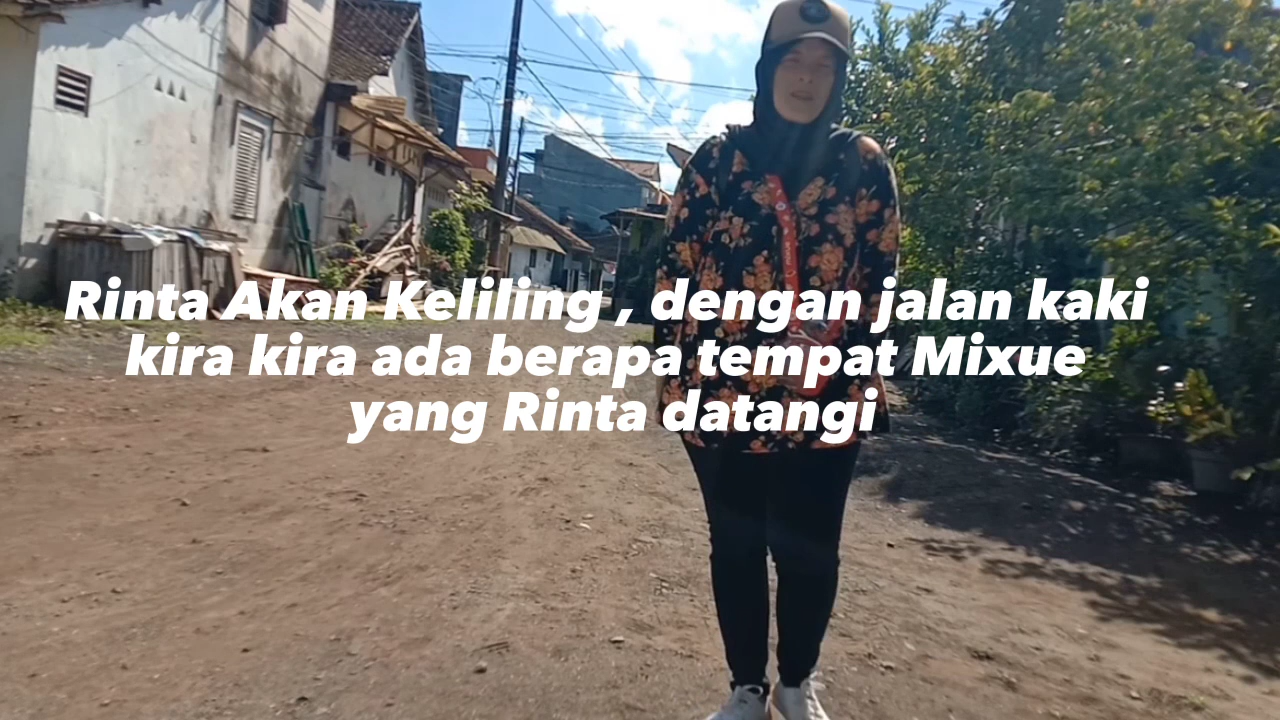 Rinta Akan Keliling , dengan jalan kaki
kira kira ada berapa tempat Mixue
yang Rinta datangi